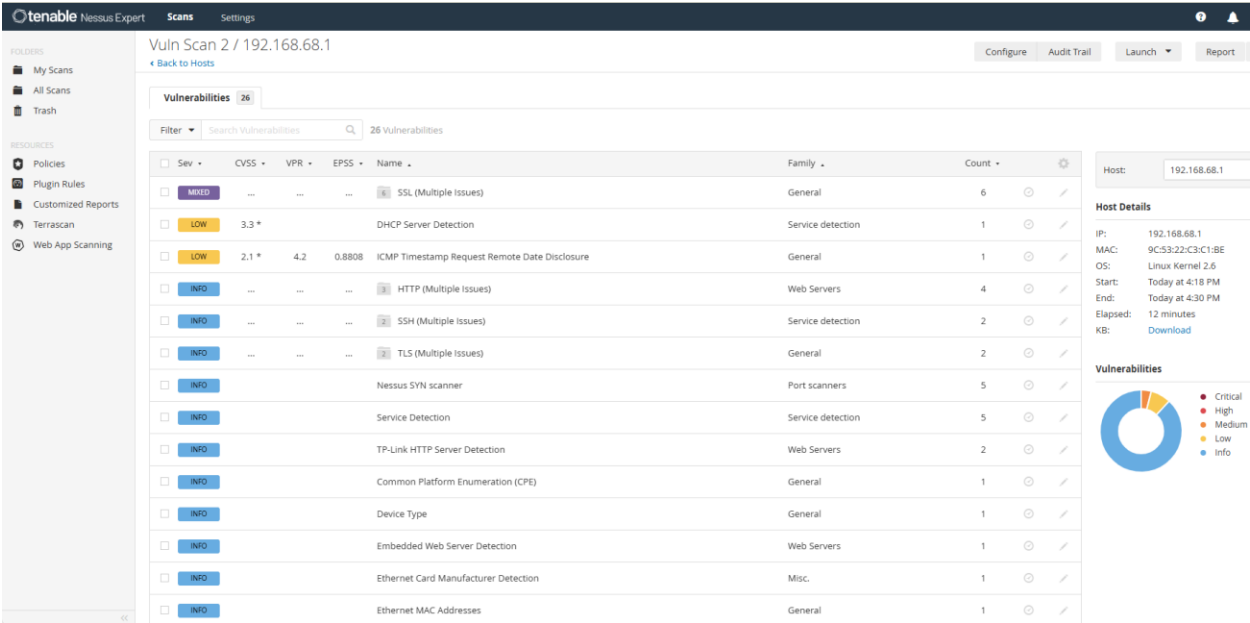 tenable Nessus Expert Scans Settings
FOLDERS
My Scans
All Scans
Trash
RESOURCES
Policies
Plugin Rules
Customized Reports
Terrascan
Web App Scanning
Vuln Scan 2 / 192.168.68.1
Back to Hosts
Configure Audit Trail Launch Report
Vulnerabilities 26
Filter Search Vulnerabilities 26 Vulnerabilities
Sev CVSS VPR EPSS Name Family Count
MIXED ... ... ... 6 SSL (Multiple Issues) General 6
LOW 3.3 * DHCP Server Detection Service detection 1
LOW 2.1 * 4.2 0.8808 ICMP Timestamp Request Remote Date Disclosure General 1
INFO ... ... ... 3 HTTP (Multiple Issues) Web Servers 4
INFO ... ... ... 2 SSH (Multiple Issues) Service detection 2
INFO ... ... ... 2 TLS (Multiple Issues) General 2
INFO Nessus SYN scanner Port scanners 5
INFO Service Detection Service detection 5
INFO TP-Link HTTP Server Detection Web Servers 2
INFO Common Platform Enumeration (CPE) General 1
INFO Device Type General 1
INFO Embedded Web Server Detection Web Servers 1
INFO Ethernet Card Manufacturer Detection Misc. 1
INFO Ethernet MAC Addresses General 1
Host: 192.168.68.1
Host Details
IP: 192.168.68.1
MAC: 9C:53:22:C3:C1:BE
OS: Linux Kernel 2.6
Start: Today at 4:18 PM
End: Today at 4:30 PM
Elapsed: 12 minutes
KB: Download
Vulnerabilities
Critical
High
Medium
Low
Info